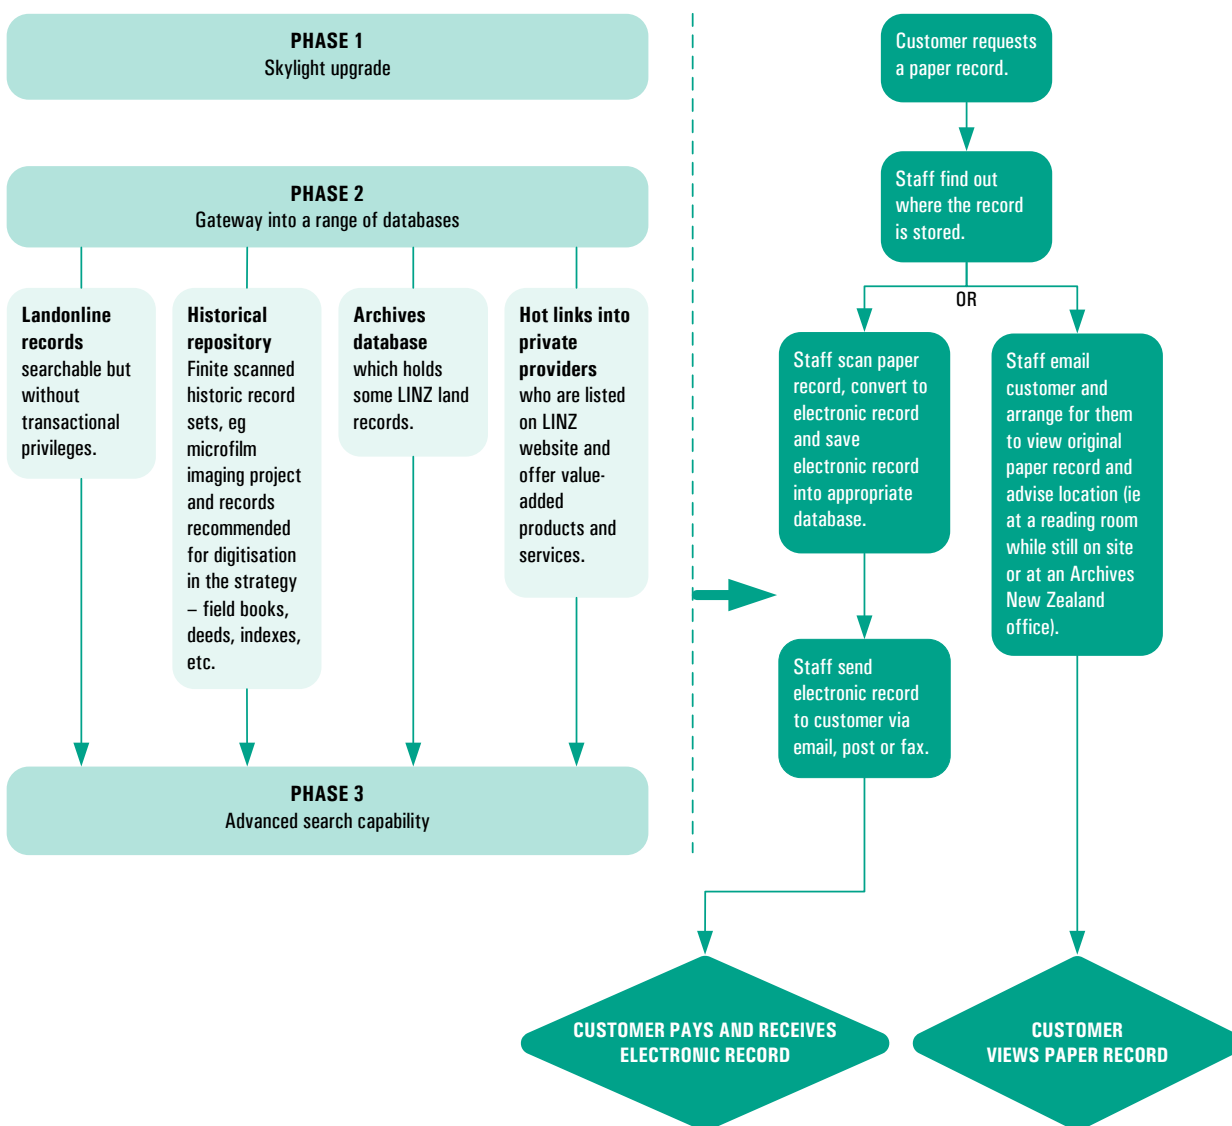 PHASE 1
Skylight upgrade
PHASE 2
Gateway into a range of databases
Landonline
records
searchable but
without
transactional
privileges.
Historical
repository
Finite scanned
historic record
sets, eg
microfilm
imaging project
and records
recommended
for digitisation
in the strategy
– field books,
deeds, indexes,
etc.
Archives
database
which holds
some LINZ land
records.
Hot links into
private
providers
who are listed
on LINZ
website and
offer value-
added
products and
services.
PHASE 3
Advanced search capability
Customer requests
a paper record.
Staff find out
where the record
is stored.
OR
Staff scan paper
record, convert to
electronic record
and save
electronic record
into appropriate
database.
Staff send
electronic record
to customer via
email, post or fax.
Staff email
customer and
arrange for them
to view original
paper record and
advise location (ie
at a reading room
while still on site
or at an Archives
New Zealand
office).
CUSTOMER PAYS AND RECEIVES
ELECTRONIC RECORD
CUSTOMER
VIEWS PAPER RECORD